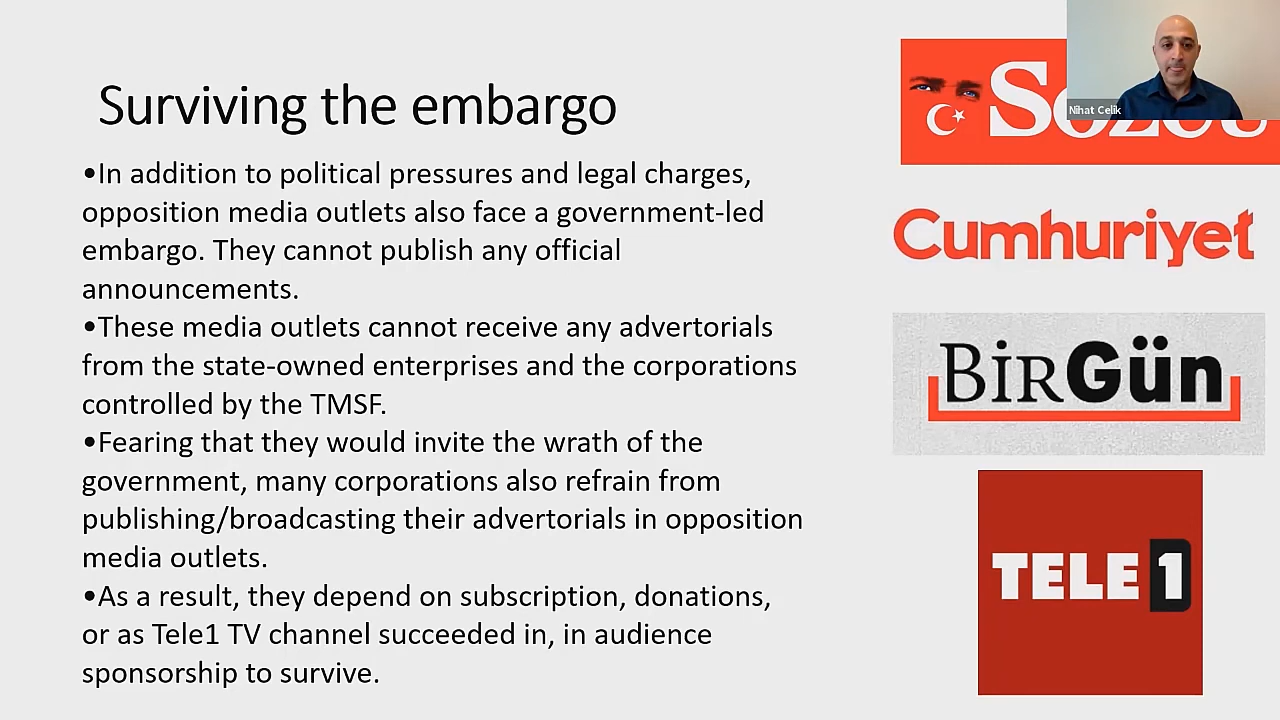 Surviving the embargo
•In addition to political pressures and legal charges,
opposition media outlets also face a government-led
embargo. They cannot publish any official
announcements.
•These media outlets cannot receive any advertorials
from the state-owned enterprises and the corporations
controlled by the TMSF.
•Fearing that they would invite the wrath of the
government, many corporations also refrain from
publishing/broadcasting their advertorials in opposition
media outlets.
•As a result, they depend on subscription, donations,
or as Tele1 TV channel succeeded in, in audience
sponsorship to survive.
Nihat Celik
Cumhuriyet
BİRGün
TELE 1